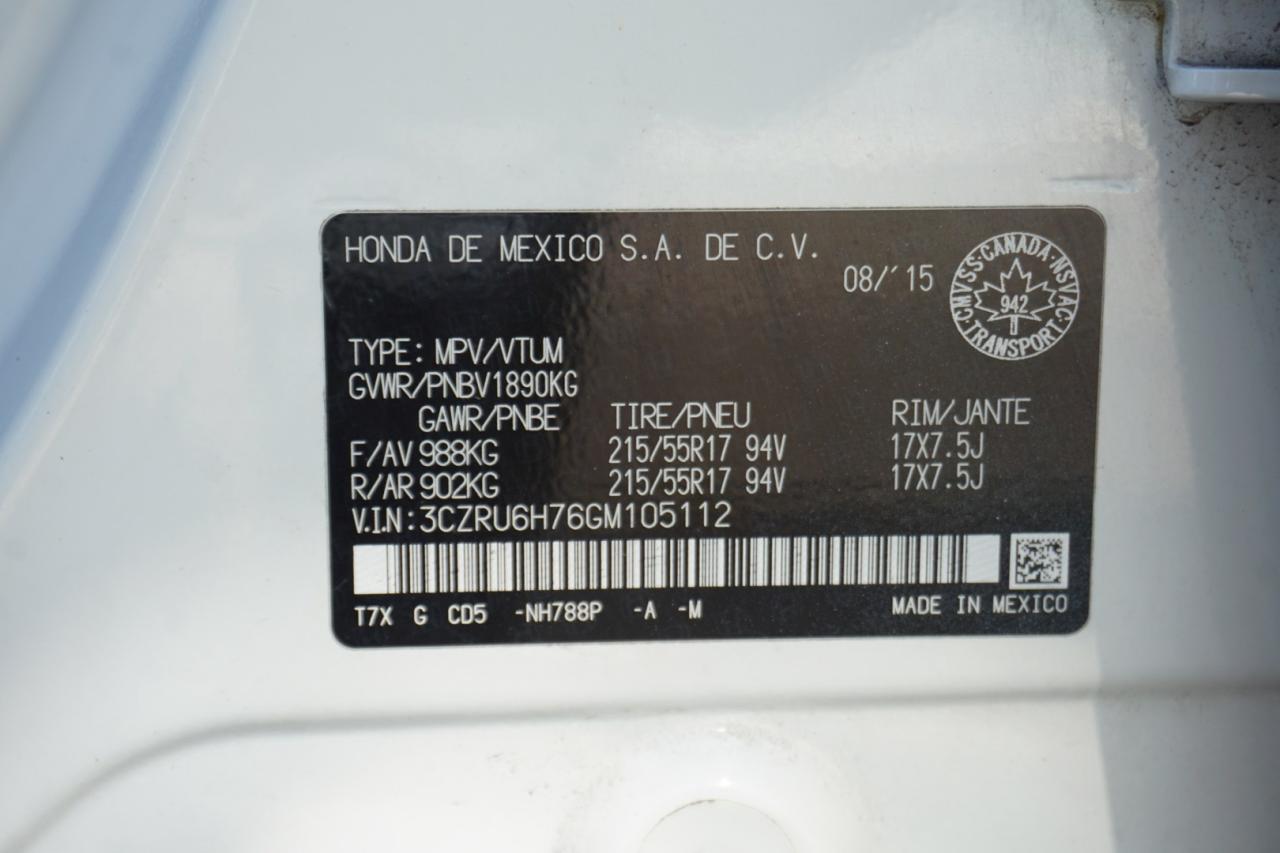 HONDA DE MEXICO S.A. DE C.V.
08/'15
CMVSS·CANADA·NSVAC·
942
TRANSPORT
TYPE: MPV/VTUM
GVWR/PNBV1890KG
GAWR/PNBE TIRE/PNEU RIM/JANTE
F/AV 988KG 215/55R17 94V 17X7.5J
R/AR 902KG 215/55R17 94V 17X7.5J
V.I.N: 3CZRU6H76GM105112
T7X G CD5 -NH788P -A -M MADE IN MEXICO